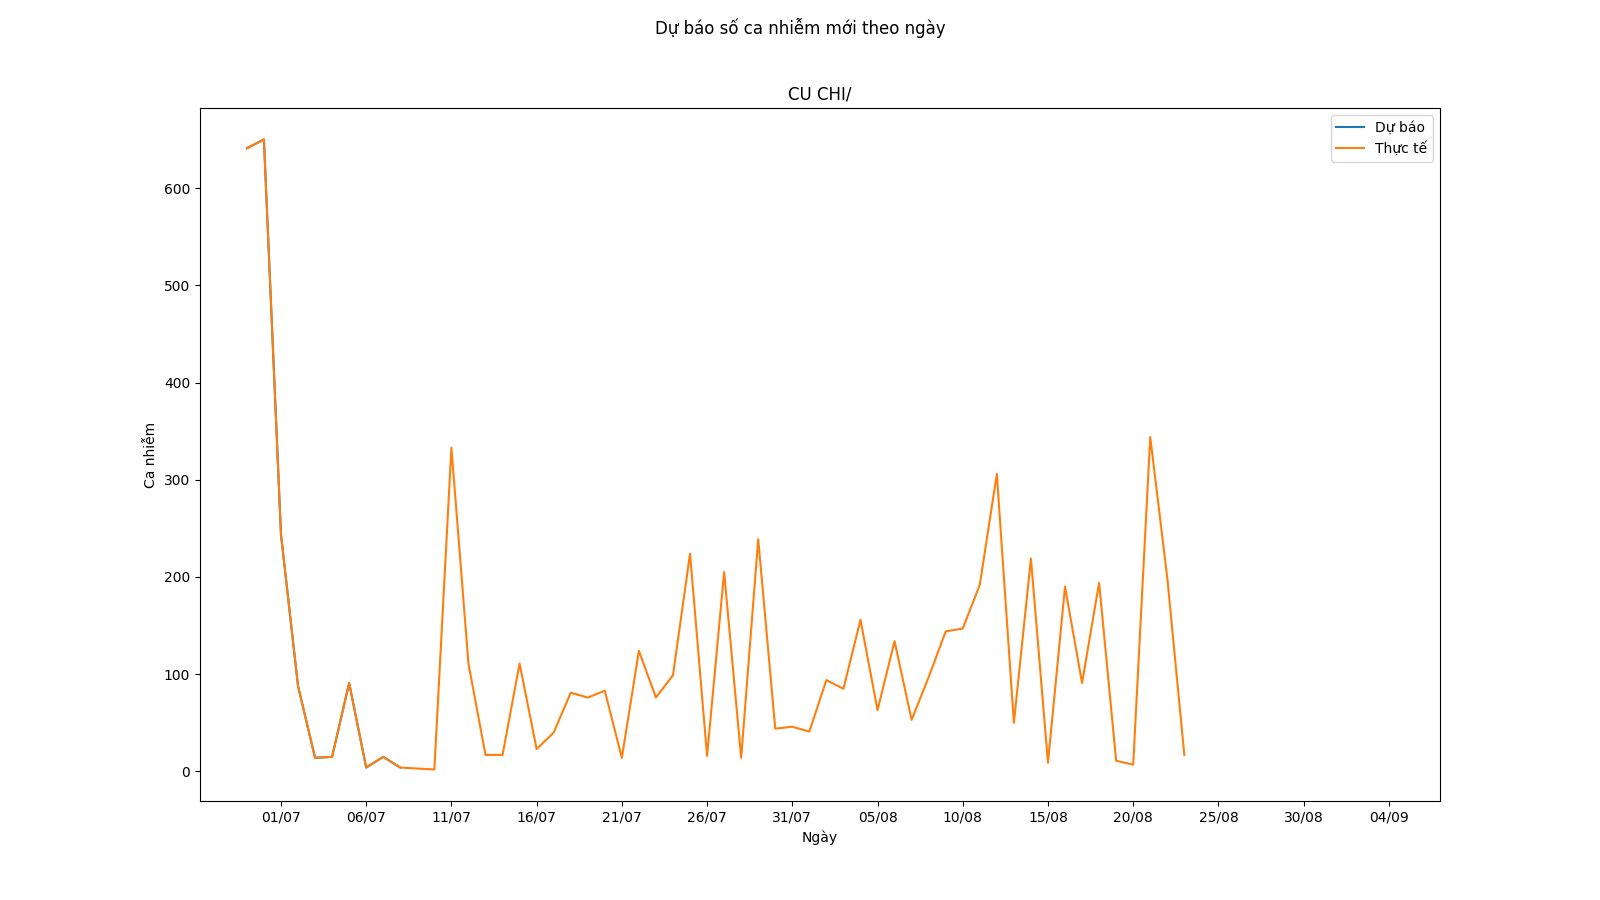 Dự báo số ca nhiễm mới theo ngày
CU CHI/
Dự báo
Thực tế
600
500
400
300
200
100
0
Ca nhiễm
01/07 06/07 11/07 16/07 21/07 26/07 31/07 05/08 10/08 15/08 20/08 25/08 30/08 04/09
Ngày